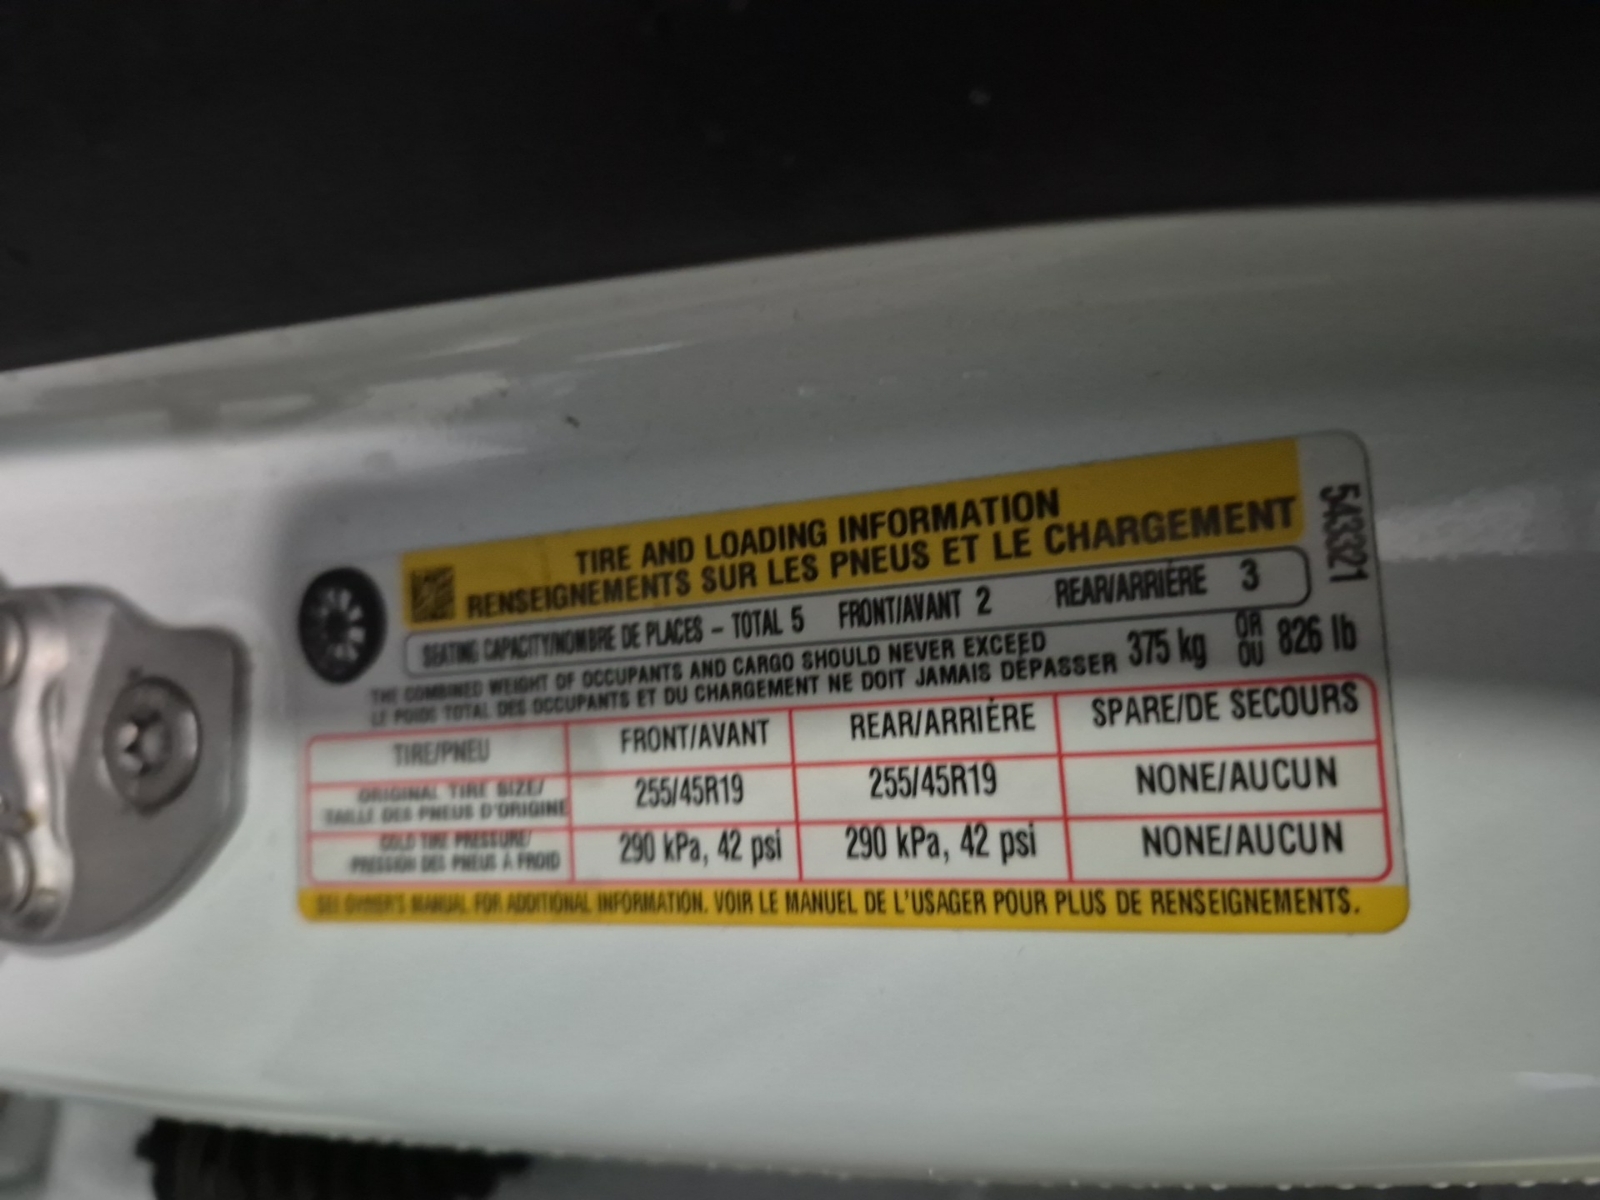 TIRE AND LOADING INFORMATION
RENSEIGNEMENTS SUR LES PNEUS ET LE CHARGEMENT
543321
SEATING CAPACITY/NOMBRE DE PLACES – TOTAL 5 FRONT/AVANT 2 REAR/ARRIÈRE 3
THE COMBINED WEIGHT OF OCCUPANTS AND CARGO SHOULD NEVER EXCEED
LE POIDS TOTAL DES OCCUPANTS ET DU CHARGEMENT NE DOIT JAMAIS DÉPASSER 375 kg OR OU 826 lb
TIRE/PNEU FRONT/AVANT REAR/ARRIÈRE SPARE/DE SECOURS
ORIGINAL TIRE SIZE/
TAILLE DES PNEUS D'ORIGINE 255/45R19 255/45R19 NONE/AUCUN
COLD TIRE PRESSURE/
PRESSION DES PNEUS À FROID 290 kPa, 42 psi 290 kPa, 42 psi NONE/AUCUN
SEE OWNER'S MANUAL FOR ADDITIONAL INFORMATION. VOIR LE MANUEL DE L'USAGER POUR PLUS DE RENSEIGNEMENTS.